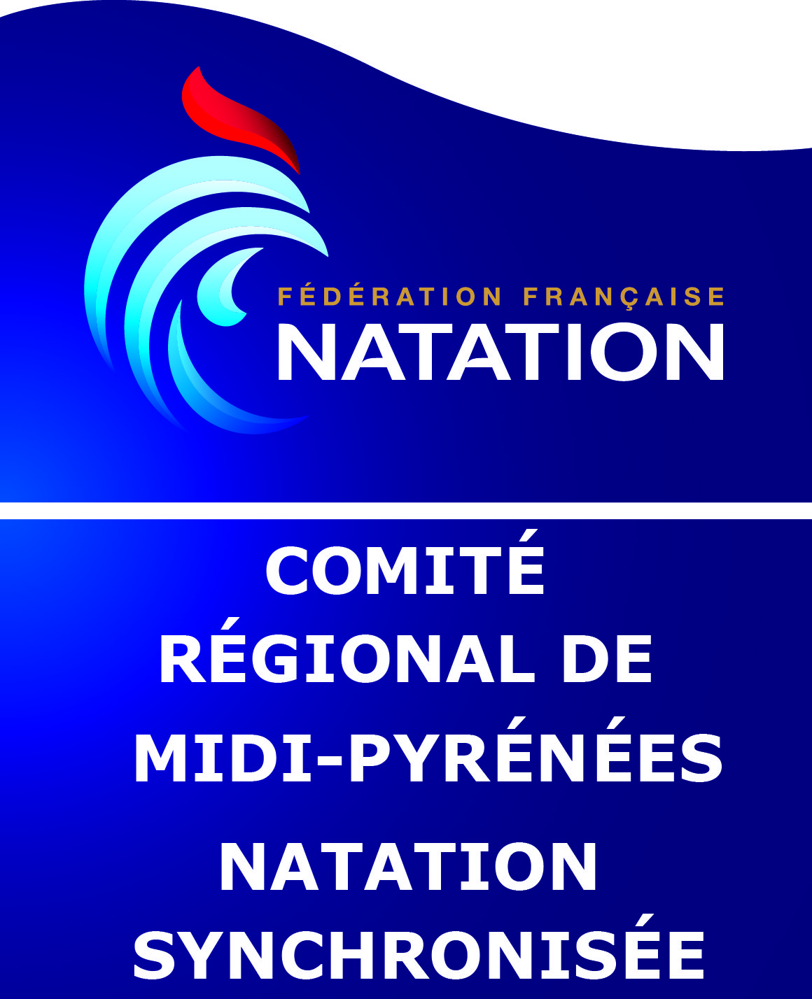 FÉDÉRATION FRANÇAISE
NATATION
COMITÉ
RÉGIONAL DE
MIDI-PYRÉNÉES
NATATION
SYNCHRONISÉE